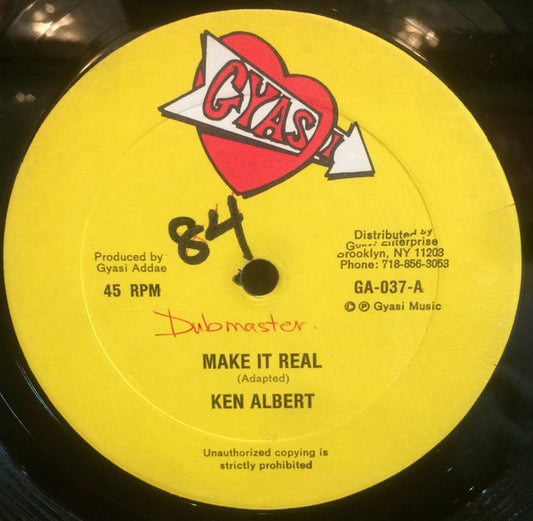 GYASI
84
Produced by
Gyasi Addae
45 RPM
Distributed by
Enterprise
Brooklyn, NY 11203
Phone: 718-856-3053
GA-037-A
© ℗ Gyasi Music
Dubmaster.
MAKE IT REAL
(Adapted)
KEN ALBERT
Unauthorized copying is
strictly prohibited